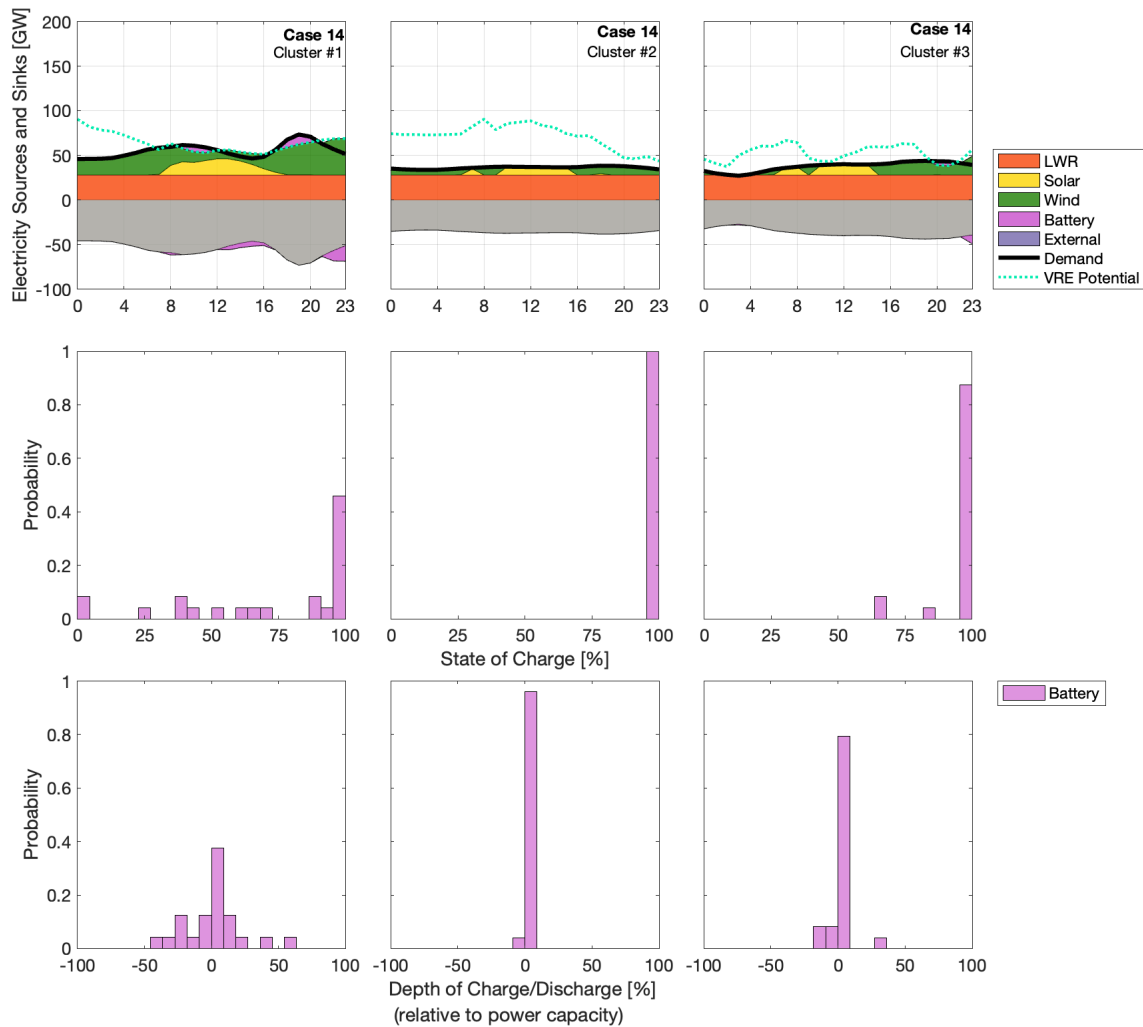 Electricity Sources and Sinks [GW]
200
150
100
50
0
-50
-100
Case 14
Cluster #1
0 4 8 12 16 20 23
Case 14
Cluster #2
0 4 8 12 16 20 23
Case 14
Cluster #3
0 4 8 12 16 20 23
LWR
Solar
Wind
Battery
External
Demand
VRE Potential
Probability
1
0.8
0.6
0.4
0.2
0
0 25 50 75 100
0 25 50 75 100
0 25 50 75 100
State of Charge [%]
Probability
1
0.8
0.6
0.4
0.2
0
-100 -50 0 50 100
-100 -50 0 50 100
-100 -50 0 50 100
Depth of Charge/Discharge [%]
(relative to power capacity)
Battery